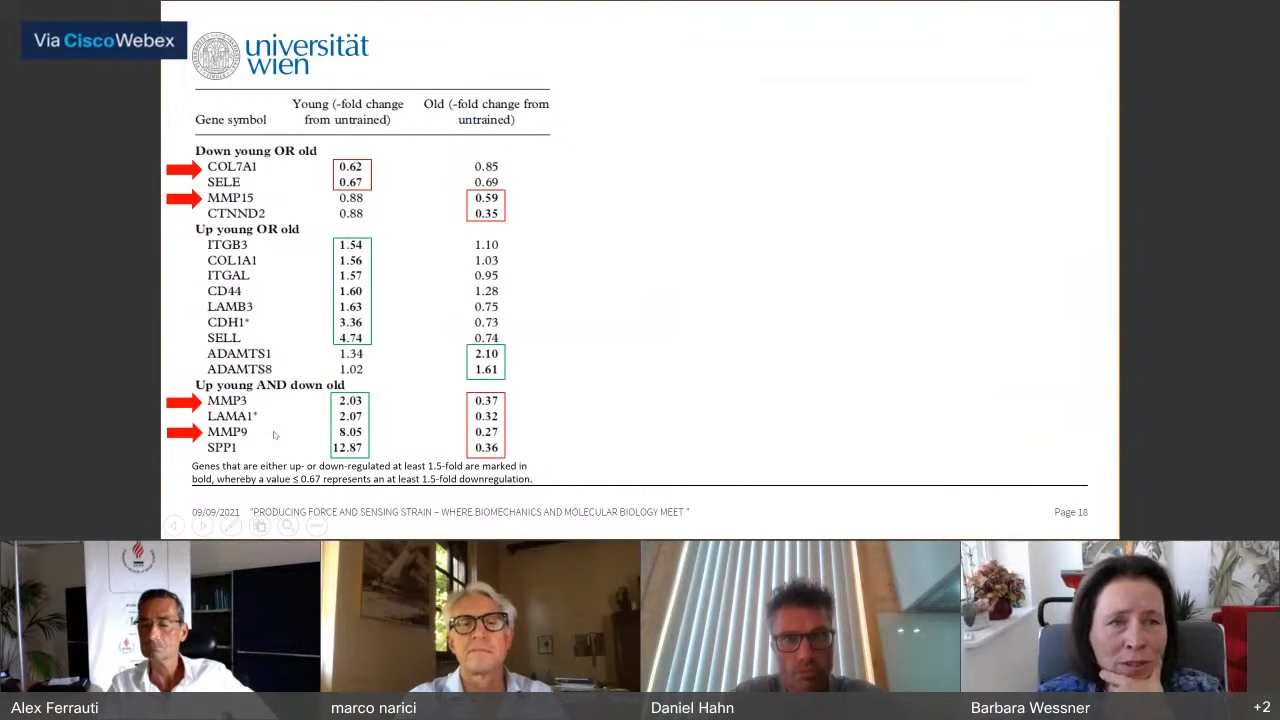 Via CiscoWebex
universität
wien
Gene symbol Young (-fold change from untrained) Old (-fold change from untrained)
Down young OR old
COL7A1 0.62 0.85
SELE 0.67 0.69
MMP15 0.88 0.59
CTNND2 0.88 0.35
Up young OR old
ITGB3 1.54 1.10
COL1A1 1.56 1.03
ITGAL 1.57 0.95
CD44 1.60 1.28
LAMB3 1.63 0.75
CDH1* 3.36 0.73
SELL 4.74 0.74
ADAMTS1 1.34 2.10
ADAMTS8 1.02 1.61
Up young AND down old
MMP3 2.03 0.37
LAMA1* 2.07 0.32
MMP9 8.05 0.27
SPP1 12.87 0.36
Genes that are either up- or down-regulated at least 1.5-fold are marked in
bold, whereby a value ≤ 0.67 represents an at least 1.5-fold downregulation.
09/09/2021 "PRODUCING FORCE AND SENSING STRAIN – WHERE BIOMECHANICS AND MOLECULAR BIOLOGY MEET " Page 18
Alex Ferrauti marco narici Daniel Hahn Barbara Wessner +2